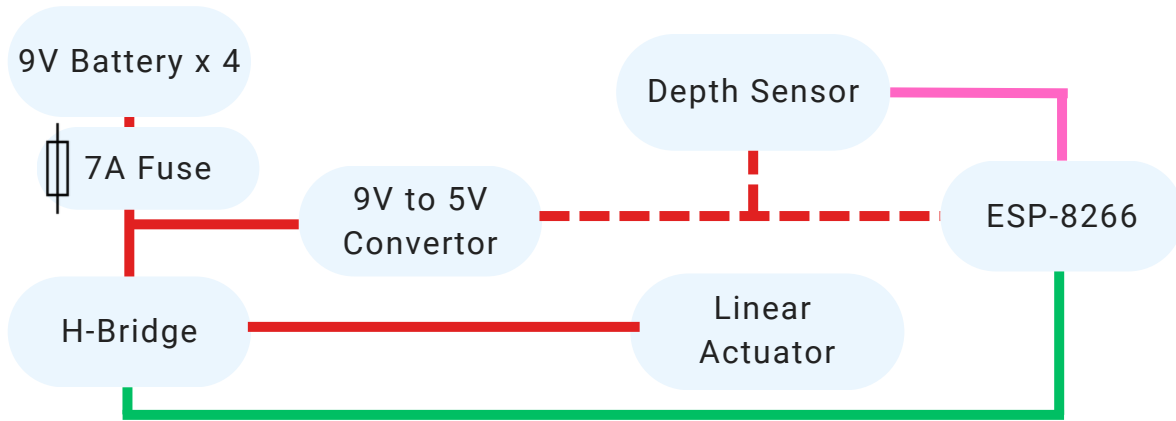 9V Battery x 4
Depth Sensor
7A Fuse
9V to 5V
Convertor
ESP-8266
H-Bridge
Linear
Actuator